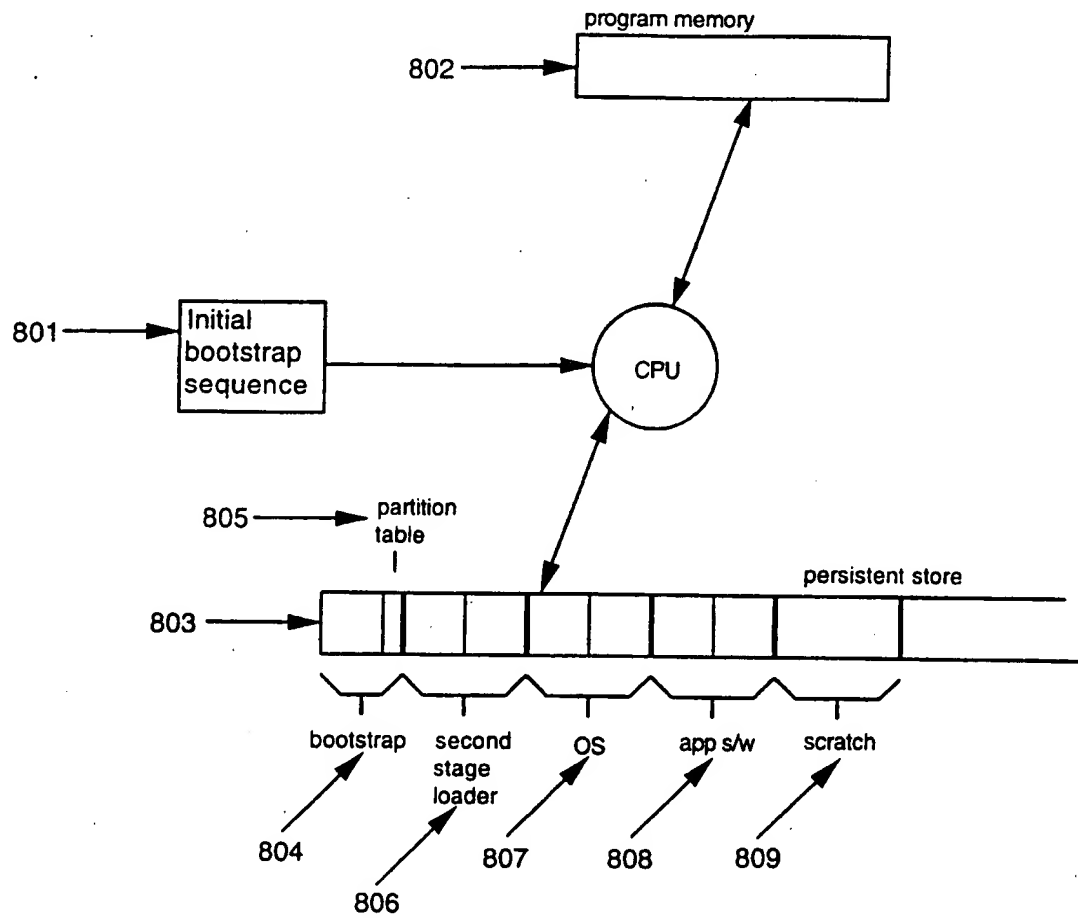 program memory
802
801
Initial
bootstrap
sequence
CPU
805
partition
table
persistent store
803
bootstrap
second
stage
loader
OS
app s/w
scratch
804
806
807
808
809